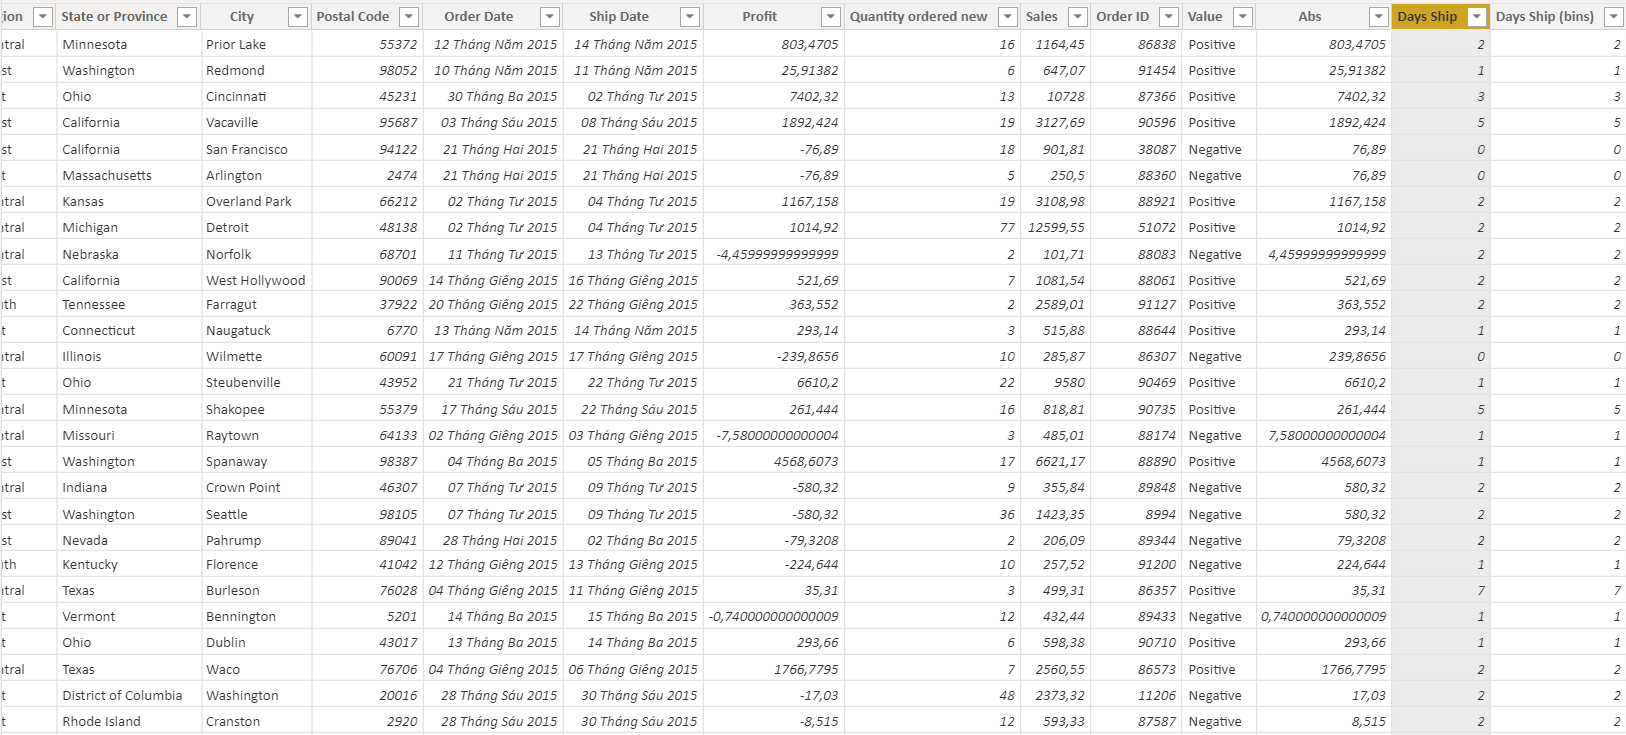 ion State or Province City Postal Code Order Date Ship Date Profit Quantity ordered new Sales Order ID Value Abs Days Ship Days Ship (bins)
ntral Minnesota Prior Lake 55372 12 Tháng Năm 2015 14 Tháng Năm 2015 803,4705 16 1164,45 86838 Positive 803,4705 2 2
st Washington Redmond 98052 10 Tháng Năm 2015 11 Tháng Năm 2015 25,91382 6 647,07 91454 Positive 25,91382 1 1
t Ohio Cincinnati 45231 30 Tháng Ba 2015 02 Tháng Tư 2015 7402,32 13 10728 87366 Positive 7402,32 3 3
st California Vacaville 95687 03 Tháng Sáu 2015 08 Tháng Sáu 2015 1892,424 19 3127,69 90596 Positive 1892,424 5 5
st California San Francisco 94122 21 Tháng Hai 2015 21 Tháng Hai 2015 -76,89 18 901,81 38087 Negative 76,89 0 0
t Massachusetts Arlington 2474 21 Tháng Hai 2015 21 Tháng Hai 2015 -76,89 5 250,5 88360 Negative 76,89 0 0
ntral Kansas Overland Park 66212 02 Tháng Tư 2015 04 Tháng Tư 2015 1167,158 19 3108,98 88921 Positive 1167,158 2 2
ntral Michigan Detroit 48138 02 Tháng Tư 2015 04 Tháng Tư 2015 1014,92 77 12599,55 51072 Positive 1014,92 2 2
ntral Nebraska Norfolk 68701 11 Tháng Tư 2015 13 Tháng Tư 2015 -4,45999999999999 2 101,71 88083 Negative 4,45999999999999 2 2
st California West Hollywood 90069 14 Tháng Giêng 2015 16 Tháng Giêng 2015 521,69 7 1081,54 88061 Positive 521,69 2 2
th Tennessee Farragut 37922 20 Tháng Giêng 2015 22 Tháng Giêng 2015 363,552 2 2589,01 91127 Positive 363,552 2 2
t Connecticut Naugatuck 6770 13 Tháng Năm 2015 14 Tháng Năm 2015 293,14 3 515,88 88644 Positive 293,14 1 1
ntral Illinois Wilmette 60091 17 Tháng Giêng 2015 17 Tháng Giêng 2015 -239,8656 10 285,87 86307 Negative 239,8656 0 0
t Ohio Steubenville 43952 21 Tháng Tư 2015 22 Tháng Tư 2015 6610,2 22 9580 90469 Positive 6610,2 1 1
ntral Minnesota Shakopee 55379 17 Tháng Sáu 2015 22 Tháng Sáu 2015 261,444 16 818,81 90735 Positive 261,444 5 5
ntral Missouri Raytown 64133 02 Tháng Giêng 2015 03 Tháng Giêng 2015 -7,58000000000004 3 485,01 88174 Negative 7,58000000000004 1 1
st Washington Spanaway 98387 04 Tháng Ba 2015 05 Tháng Ba 2015 4568,6073 17 6621,17 88890 Positive 4568,6073 1 1
ntral Indiana Crown Point 46307 07 Tháng Tư 2015 09 Tháng Tư 2015 -580,32 9 355,84 89848 Negative 580,32 2 2
st Washington Seattle 98105 07 Tháng Tư 2015 09 Tháng Tư 2015 -580,32 36 1423,35 8994 Negative 580,32 2 2
st Nevada Pahrump 89041 28 Tháng Hai 2015 02 Tháng Ba 2015 -79,3208 2 206,09 89344 Negative 79,3208 2 2
th Kentucky Florence 41042 12 Tháng Giêng 2015 13 Tháng Giêng 2015 -224,644 10 257,52 91200 Negative 224,644 1 1
ntral Texas Burleson 76028 04 Tháng Giêng 2015 11 Tháng Giêng 2015 35,31 3 499,31 86357 Positive 35,31 7 7
t Vermont Bennington 5201 14 Tháng Ba 2015 15 Tháng Ba 2015 -0,740000000000009 12 432,44 89433 Negative 0,740000000000009 1 1
t Ohio Dublin 43017 13 Tháng Ba 2015 14 Tháng Ba 2015 293,66 6 598,38 90710 Positive 293,66 1 1
ntral Texas Waco 76706 04 Tháng Giêng 2015 06 Tháng Giêng 2015 1766,7795 7 2560,55 86573 Positive 1766,7795 2 2
t District of Columbia Washington 20016 28 Tháng Sáu 2015 30 Tháng Sáu 2015 -17,03 48 2373,32 11206 Negative 17,03 2 2
t Rhode Island Cranston 2920 28 Tháng Sáu 2015 30 Tháng Sáu 2015 -8,515 12 593,33 87587 Negative 8,515 2 2